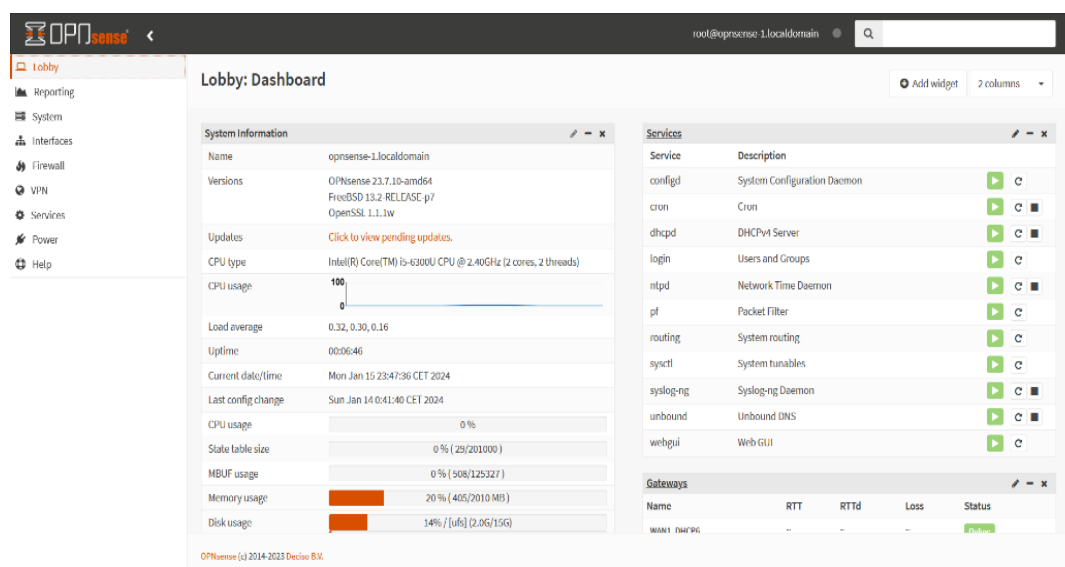 OPNsense
root@opnsense-1.localdomain
Lobby
Reporting
System
Interfaces
Firewall
VPN
Services
Power
Help
Lobby: Dashboard
Add widget
2 columns
System Information
Name opnsense-1.localdomain
Versions OPNsense 23.7.10-amd64
FreeBSD 13.2-RELEASE-p7
OpenSSL 1.1.1w
Updates Click to view pending updates.
CPU type Intel(R) Core(TM) i5-6300U CPU @ 2.40GHz (2 cores, 2 threads)
CPU usage 100
0
Load average 0.32, 0.30, 0.16
Uptime 00:06:46
Current date/time Mon Jan 15 23:47:36 CET 2024
Last config change Sun Jan 14 0:41:40 CET 2024
CPU usage 0 %
State table size 0 % ( 29/201000 )
MBUF usage 0 % ( 508/125327 )
Memory usage 20 % ( 405/2010 MB )
Disk usage 14% / [ufs] (2.0G/15G)
Services
Service Description
configd System Configuration Daemon
cron Cron
dhcpd DHCPv4 Server
login Users and Groups
ntpd Network Time Daemon
pf Packet Filter
routing System routing
sysctl System tunables
syslog-ng Syslog-ng Daemon
unbound Unbound DNS
webgui Web GUI
Gateways
Name RTT RTTd Loss Status
WAN1_DHCP6 ~ ~ ~
OPNsense (c) 2014-2023 Deciso B.V.